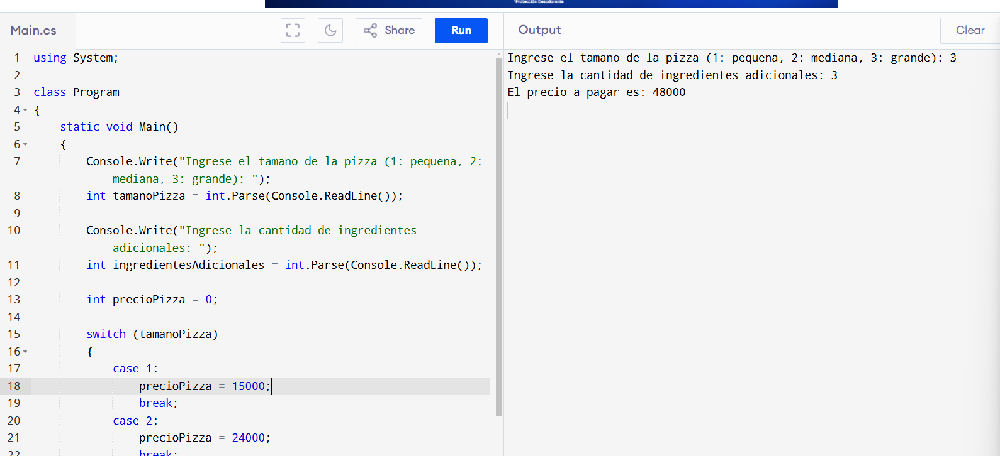 *Protección Desodorante
Main.cs
Share
Run
Output
Clear
1 using System;
2
3 class Program
4 {
5 static void Main()
6 {
7 Console.Write("Ingrese el tamano de la pizza (1: pequena, 2:
mediana, 3: grande): ");
8 int tamanoPizza = int.Parse(Console.ReadLine());
9
10 Console.Write("Ingrese la cantidad de ingredientes
adicionales: ");
11 int ingredientesAdicionales = int.Parse(Console.ReadLine());
12
13 int precioPizza = 0;
14
15 switch (tamanoPizza)
16 {
17 case 1:
18 precioPizza = 15000;
19 break;
20 case 2:
21 precioPizza = 24000;
22 break;
Ingrese el tamano de la pizza (1: pequena, 2: mediana, 3: grande): 3
Ingrese la cantidad de ingredientes adicionales: 3
El precio a pagar es: 48000